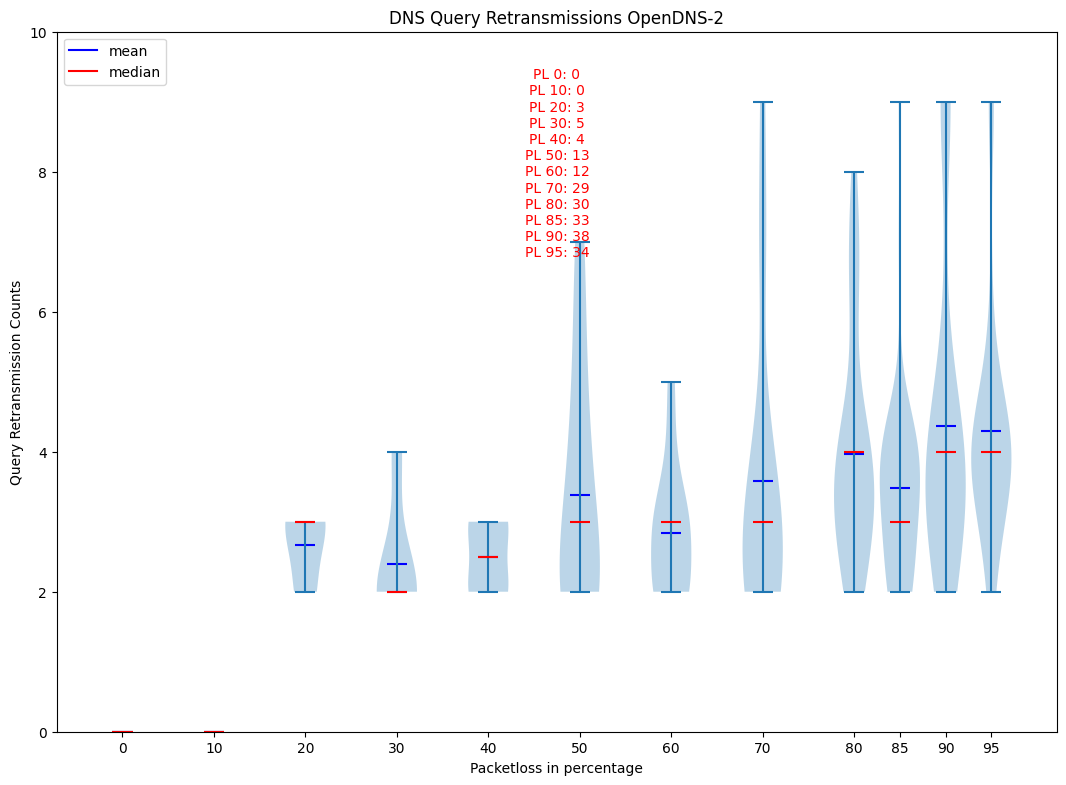 DNS Query Retransmissions OpenDNS-2
mean
median
PL 0: 0
PL 10: 0
PL 20: 3
PL 30: 5
PL 40: 4
PL 50: 13
PL 60: 12
PL 70: 29
PL 80: 30
PL 85: 33
PL 90: 38
PL 95: 34
Query Retransmission Counts
10
8
6
4
2
0
0 10 20 30 40 50 60 70 80 85 90 95
Packetloss in percentage